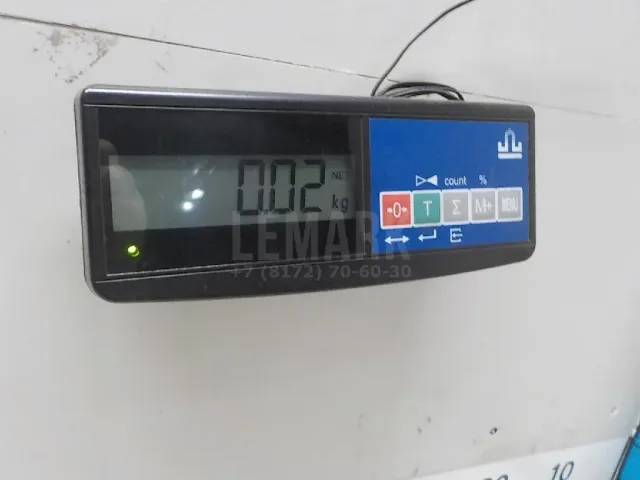 0.02 NET kg
count %
→0← T Σ M+ MENU
LEMARK
+7 (8172) 70-60-30
10